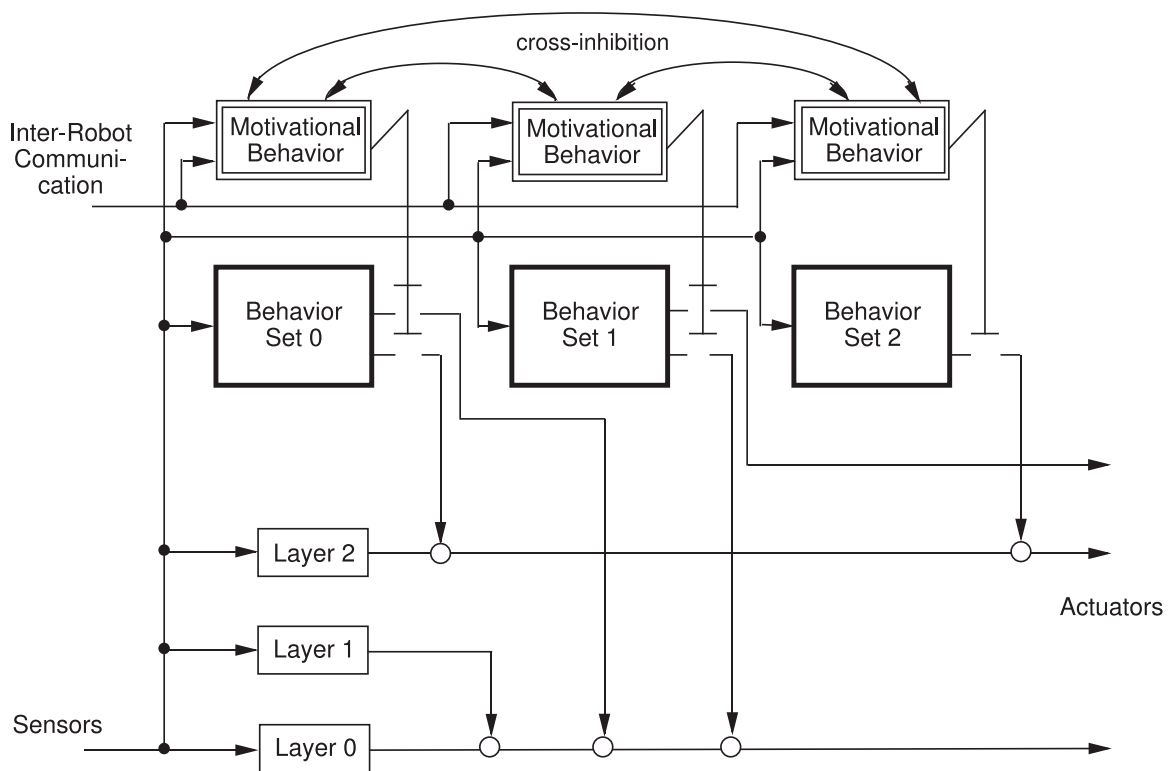 cross-inhibition
Inter-Robot
Communi-
cation
Motivational
Behavior
Motivational
Behavior
Motivational
Behavior
Behavior
Set 0
Behavior
Set 1
Behavior
Set 2
Layer 2
Actuators
Layer 1
Sensors
Layer 0